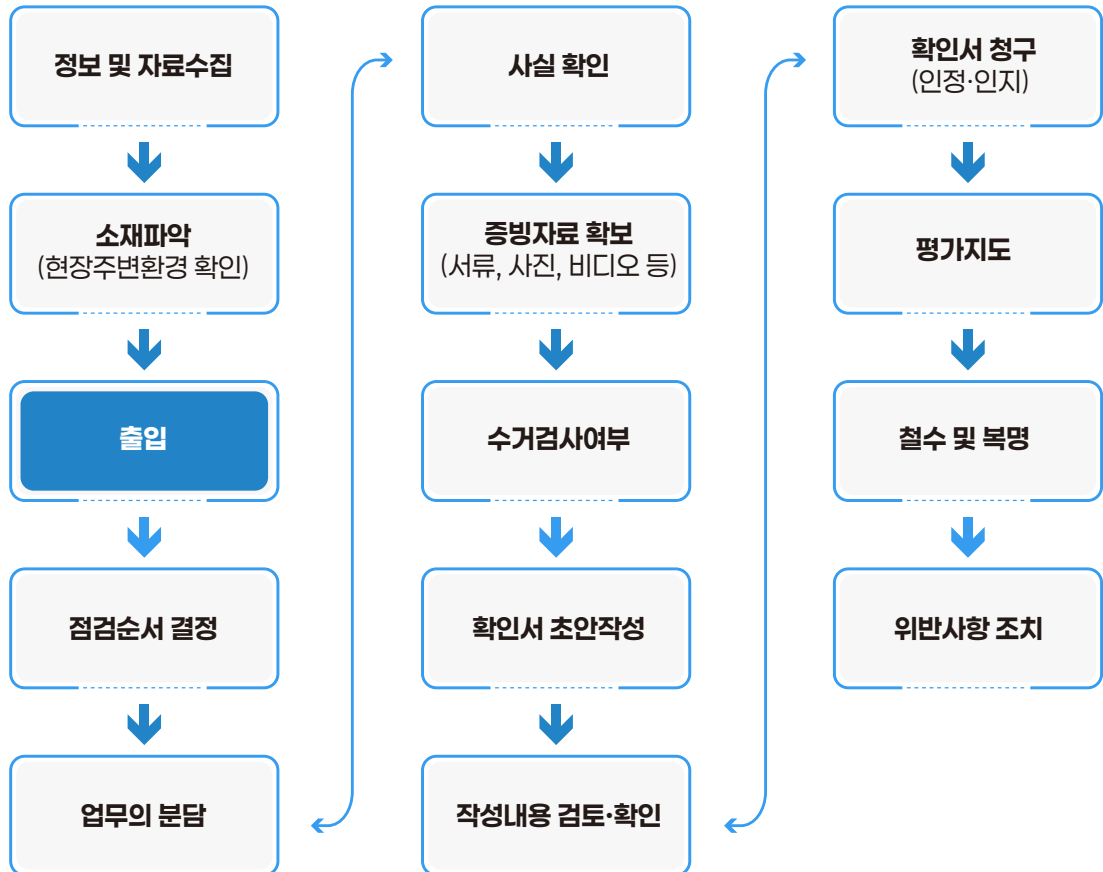 정보 및 자료수집
소재파악
(현장주변환경 확인)
출입
점검순서 결정
업무의 분담
사실 확인
증빙자료 확보
(서류, 사진, 비디오 등)
수거검사여부
확인서 초안작성
작성내용 검토·확인
확인서 청구
(인정·인지)
평가지도
철수 및 복명
위반사항 조치